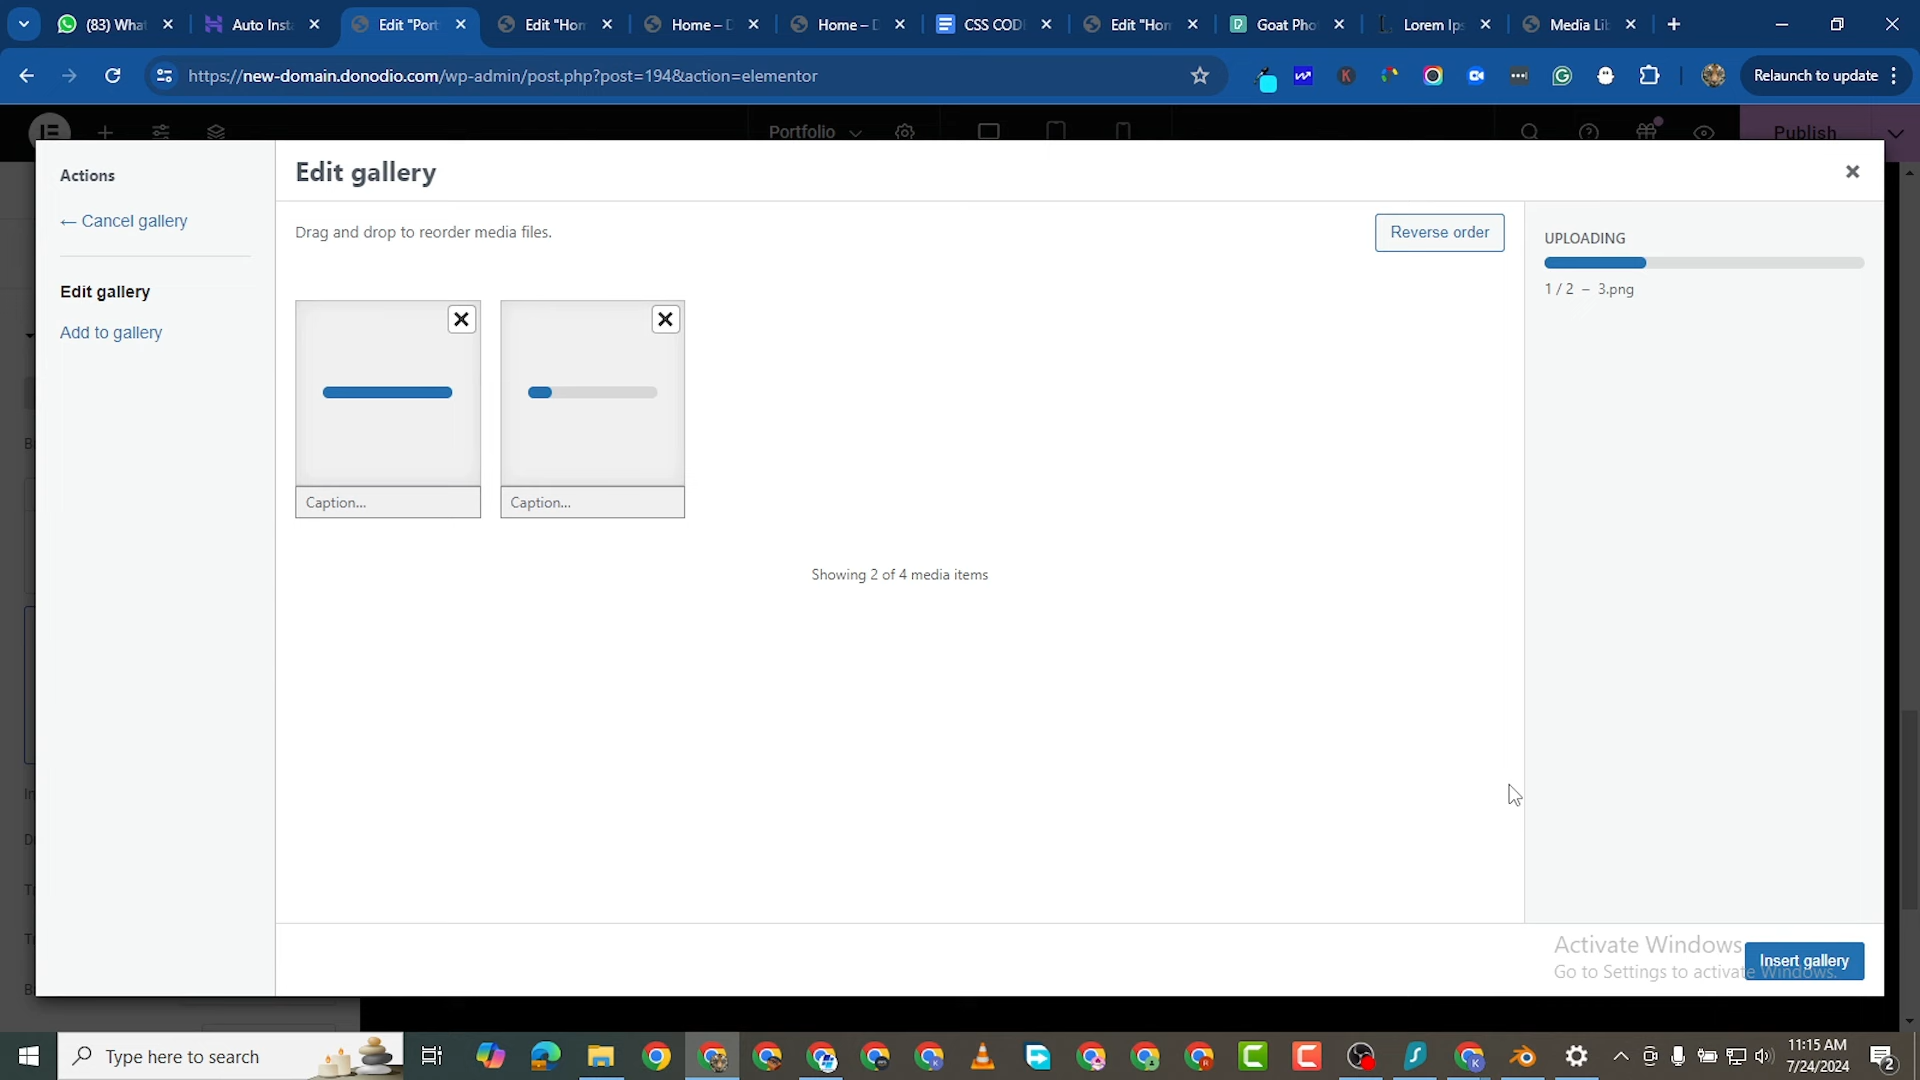 (83) What
Auto Insta
Edit "Port
Edit "Hom
Home – D
Home – D
CSS CODE
Edit "Hom
Goat Pho
Lorem Ips
Media Lib
https://new-domain.donodio.com/wp-admin/post.php?post=194&action=elementor
Relaunch to update
Portfolio
Publish
Actions
← Cancel gallery
Edit gallery
Add to gallery
Edit gallery
Drag and drop to reorder media files.
Reverse order
Caption...
Caption...
Showing 2 of 4 media items
UPLOADING
1 / 2 – 3.png
Activate Windows
Go to Settings to activate Windows.
Insert gallery
Type here to search
11:15 AM
7/24/2024
2